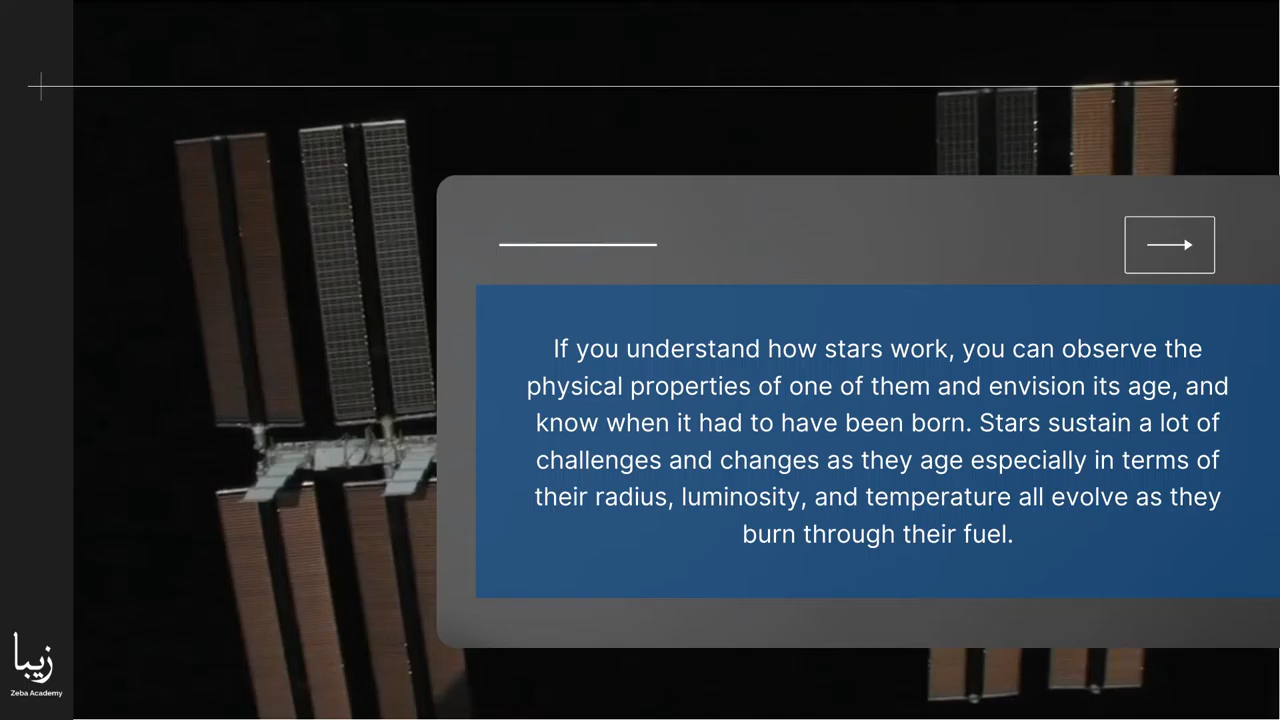 If you understand how stars work, you can observe the
physical properties of one of them and envision its age, and
know when it had to have been born. Stars sustain a lot of
challenges and changes as they age especially in terms of
their radius, luminosity, and temperature all evolve as they
burn through their fuel.
زيبا
Zeba Academy